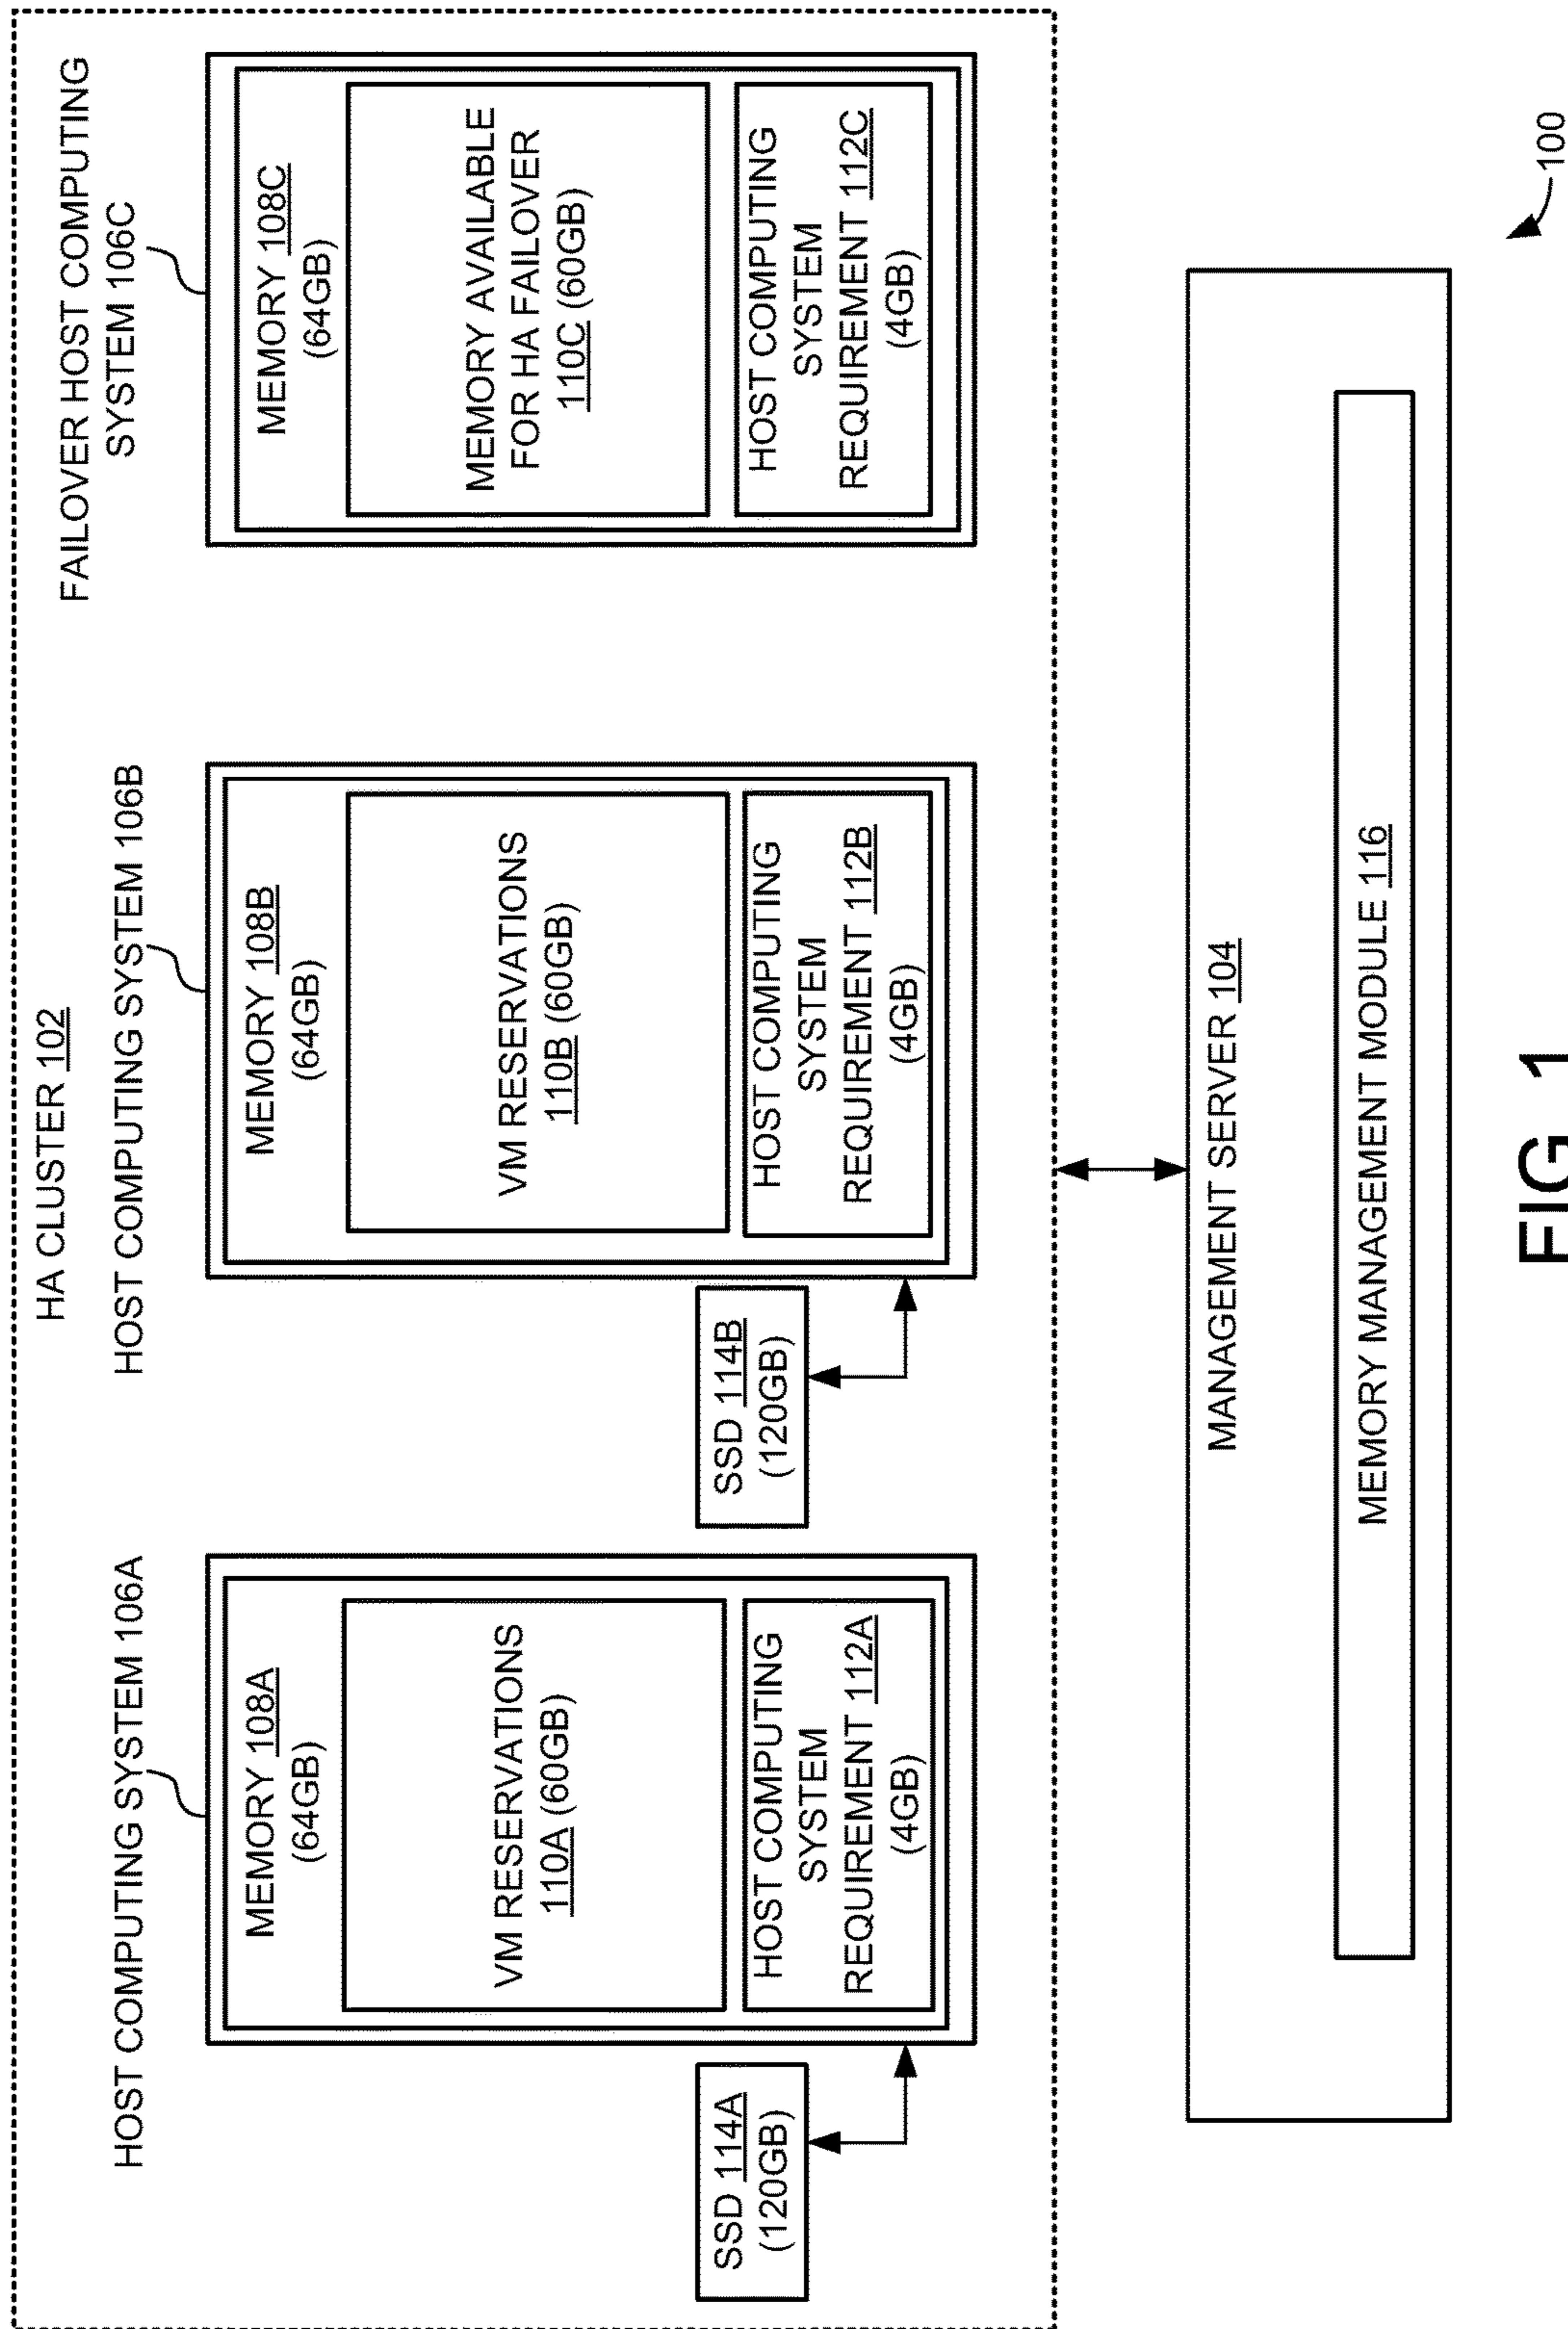 HA CLUSTER 102
HOST COMPUTING SYSTEM 106A
MEMORY 108A
(64GB)
VM RESERVATIONS
110A (60GB)
HOST COMPUTING
SYSTEM
REQUIREMENT 112A
(4GB)
SSD 114A
(120GB)
HOST COMPUTING SYSTEM 106B
MEMORY 108B
(64GB)
VM RESERVATIONS
110B (60GB)
HOST COMPUTING
SYSTEM
REQUIREMENT 112B
(4GB)
SSD 114B
(120GB)
FAILOVER HOST COMPUTING
SYSTEM 106C
MEMORY 108C
(64GB)
MEMORY AVAILABLE
FOR HA FAILOVER
110C (60GB)
HOST COMPUTING
SYSTEM
REQUIREMENT 112C
(4GB)
MANAGEMENT SERVER 104
MEMORY MANAGEMENT MODULE 116
100
FIG. 1